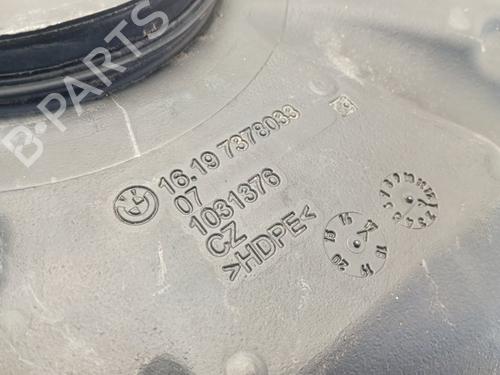 B-PARTS
16.19 7378033
07
1031376
CZ
>HDPE<